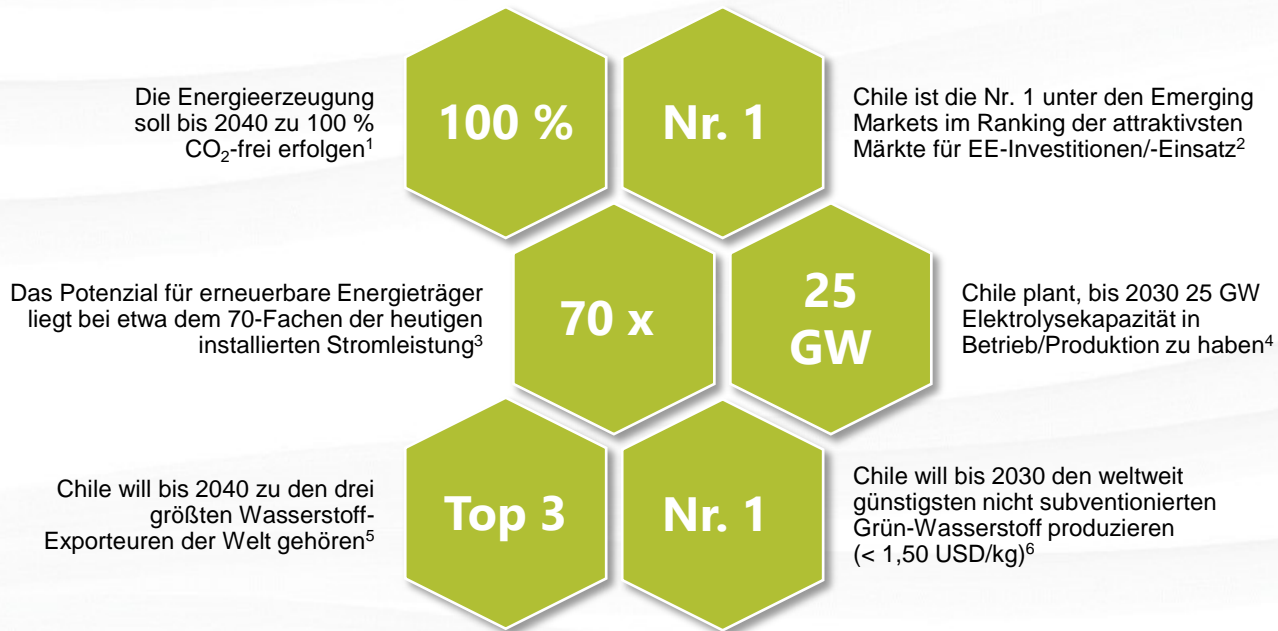 Die Energieerzeugung
soll bis 2040 zu 100 %
CO₂-frei erfolgen¹
100 %
Nr. 1
Chile ist die Nr. 1 unter den Emerging
Markets im Ranking der attraktivsten
Märkte für EE-Investitionen/-Einsatz²
Das Potenzial für erneuerbare Energieträger
liegt bei etwa dem 70-Fachen der heutigen
installierten Stromleistung³
70 x
25
GW
Chile plant, bis 2030 25 GW
Elektrolysekapazität in
Betrieb/Produktion zu haben⁴
Chile will bis 2040 zu den drei
größten Wasserstoff-
Exporteuren der Welt gehören⁵
Top 3
Nr. 1
Chile will bis 2030 den weltweit
günstigsten nicht subventionierten
Grün-Wasserstoff produzieren
(< 1,50 USD/kg)⁶